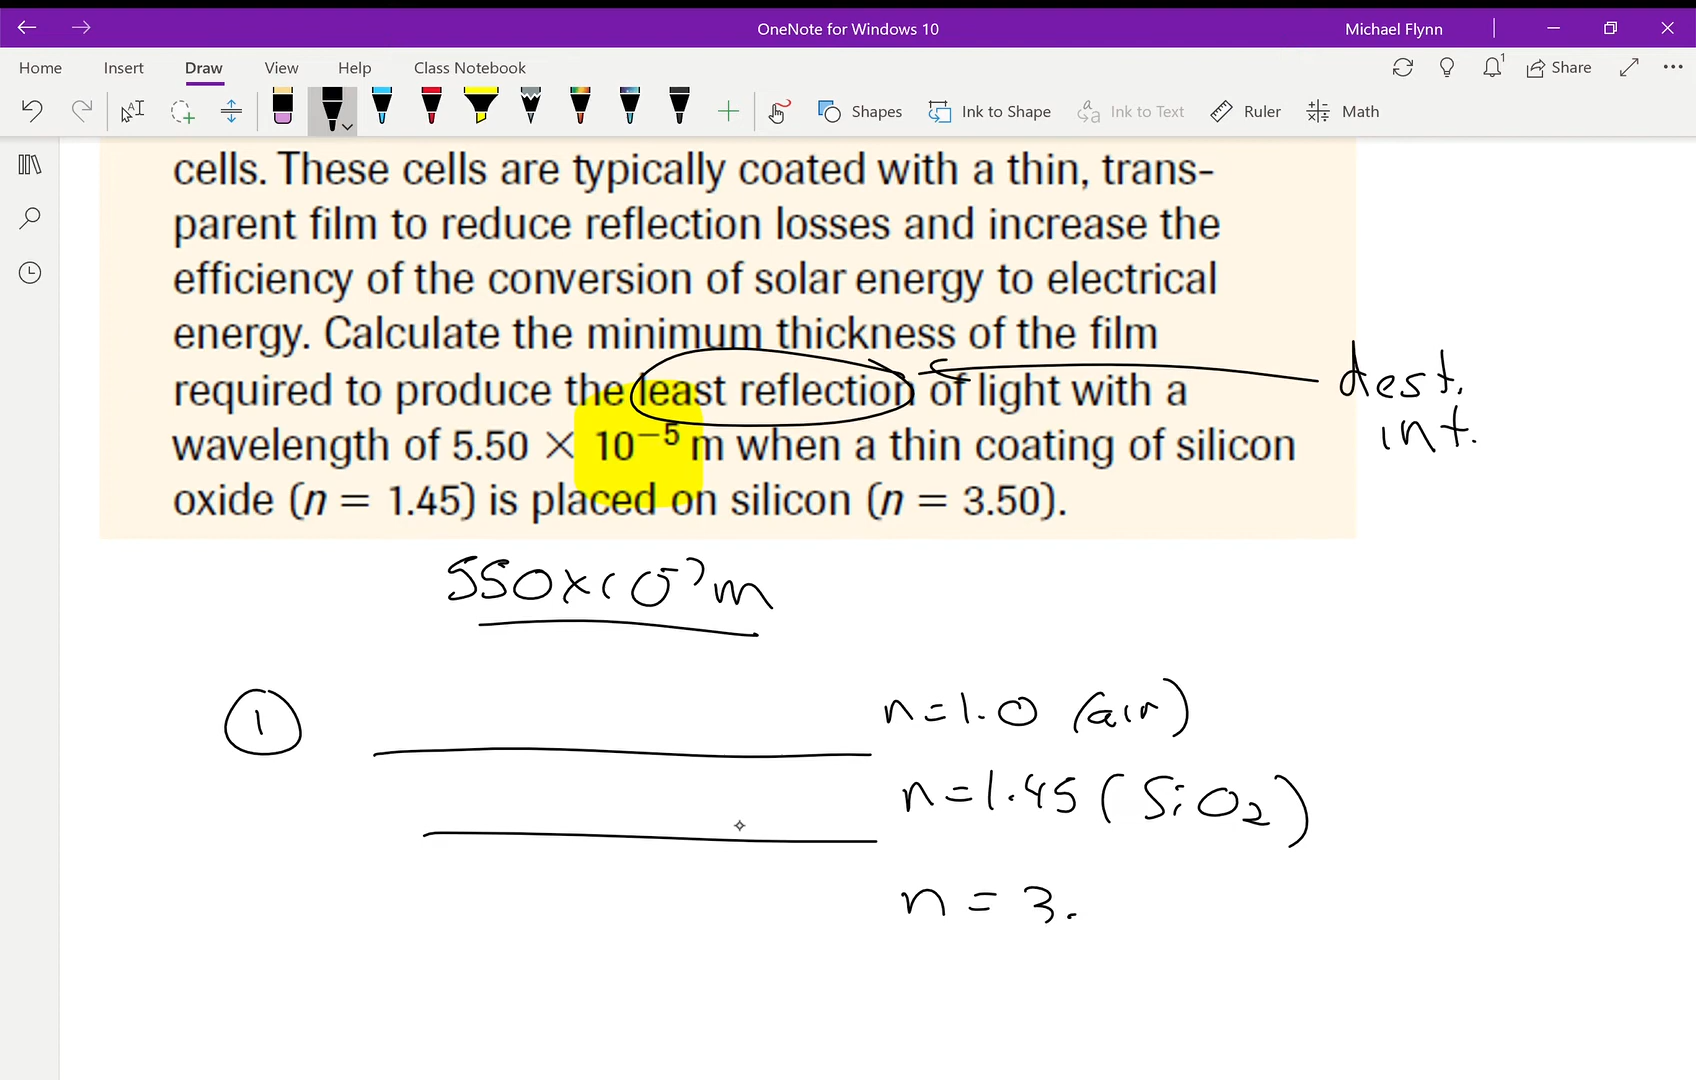 OneNote for Windows 10
Michael Flynn
Home Insert Draw View Help Class Notebook
1
Share
Shapes Ink to Shape Ink to Text Ruler Math
cells. These cells are typically coated with a thin, trans-
parent film to reduce reflection losses and increase the
efficiency of the conversion of solar energy to electrical
energy. Calculate the minimum thickness of the film
required to produce the least reflection of light with a
wavelength of 5.50 × 10⁻⁵ m when a thin coating of silicon
oxide (n = 1.45) is placed on silicon (n = 3.50).
dest.
int.
550x10⁻⁷m
1
n=1.0 (air)
n=1.45 (SiO₂)
n = 3.